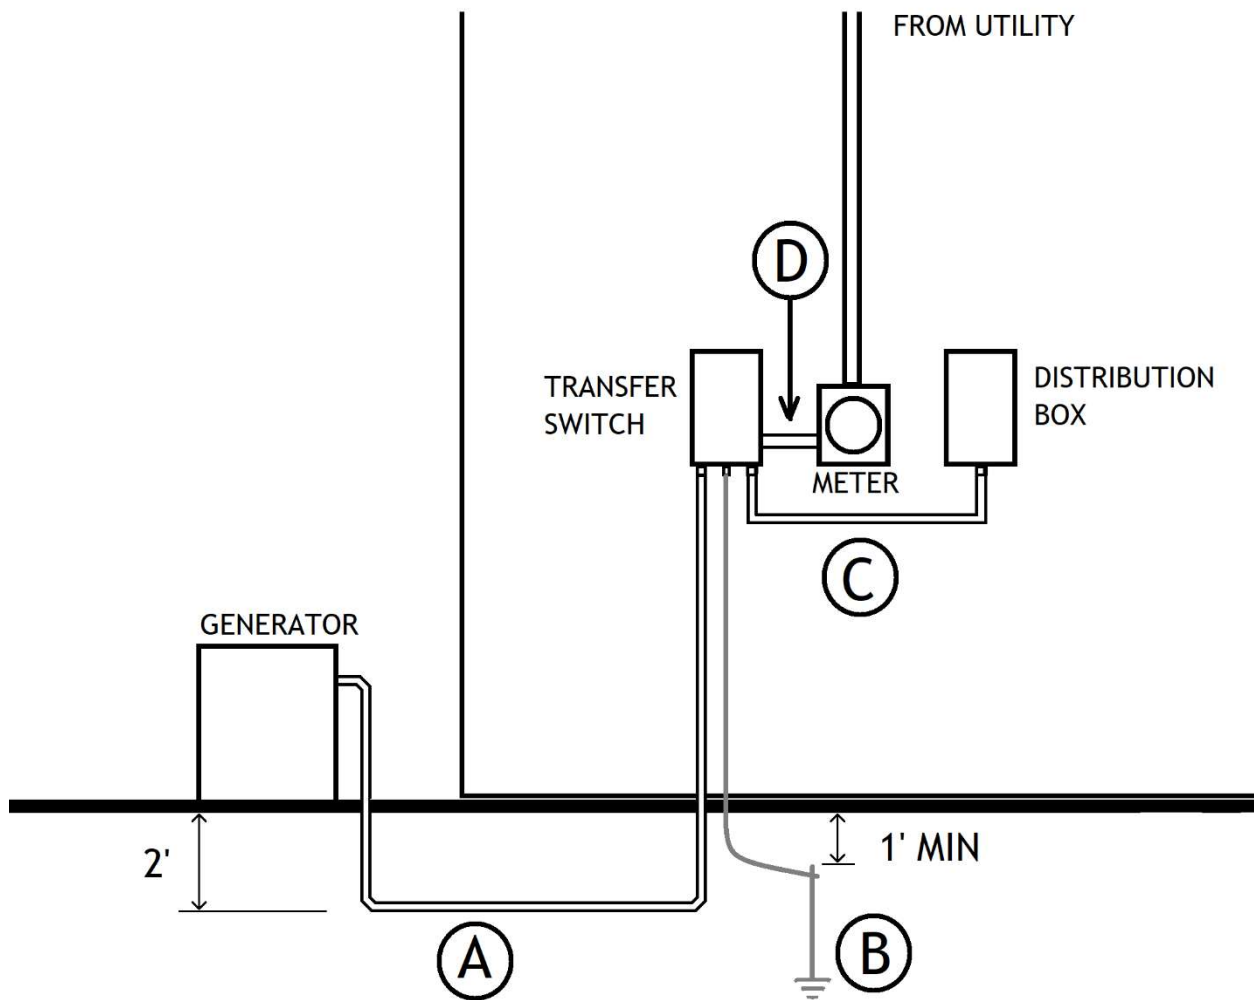 FROM UTILITY
D
TRANSFER
SWITCH
DISTRIBUTION
BOX
METER
C
GENERATOR
2'
1' MIN
A
B